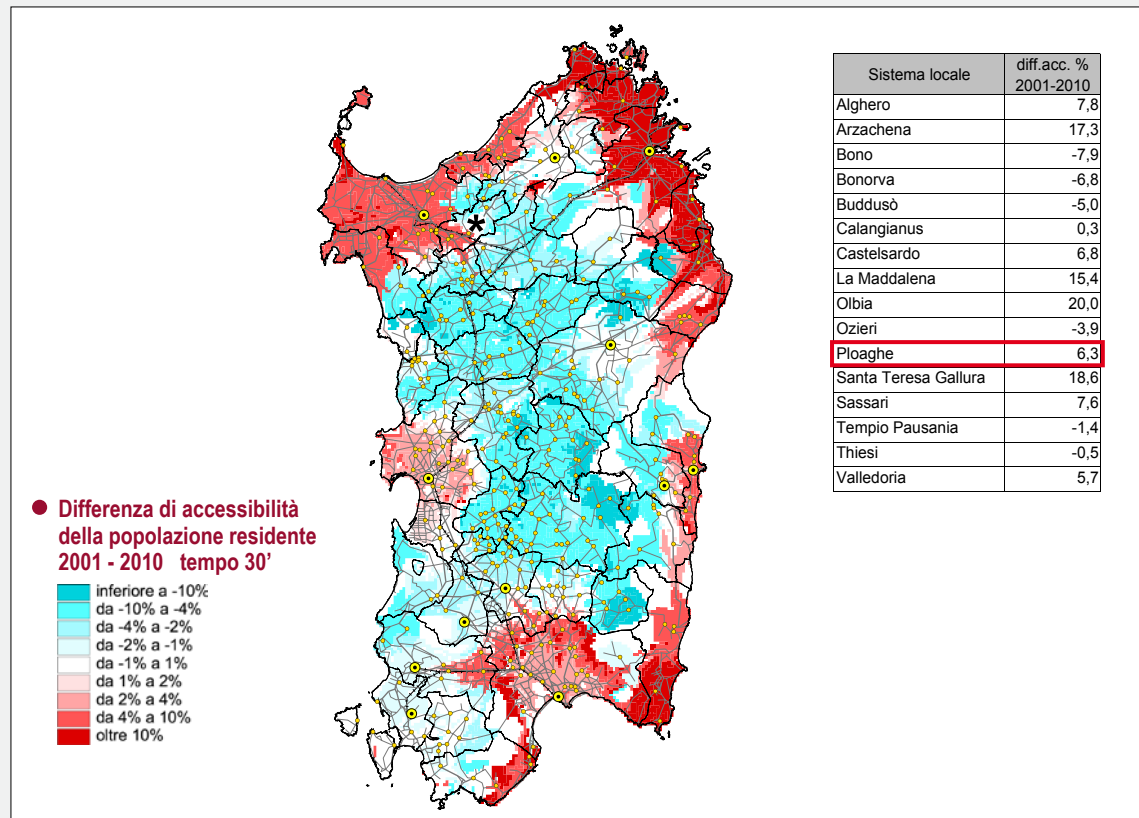 Sistema locale diff.acc. % 2001-2010
Alghero 7,8
Arzachena 17,3
Bono -7,9
Bonorva -6,8
Buddusò -5,0
Calangianus 0,3
Castelsardo 6,8
La Maddalena 15,4
Olbia 20,0
Ozieri -3,9
Ploaghe 6,3
Santa Teresa Gallura 18,6
Sassari 7,6
Tempio Pausania -1,4
Thiesi -0,5
Valledoria 5,7
*
● Differenza di accessibilità
della popolazione residente
2001 - 2010 tempo 30’
inferiore a -10%
da -10% a -4%
da -4% a -2%
da -2% a -1%
da -1% a 1%
da 1% a 2%
da 2% a 4%
da 4% a 10%
oltre 10%